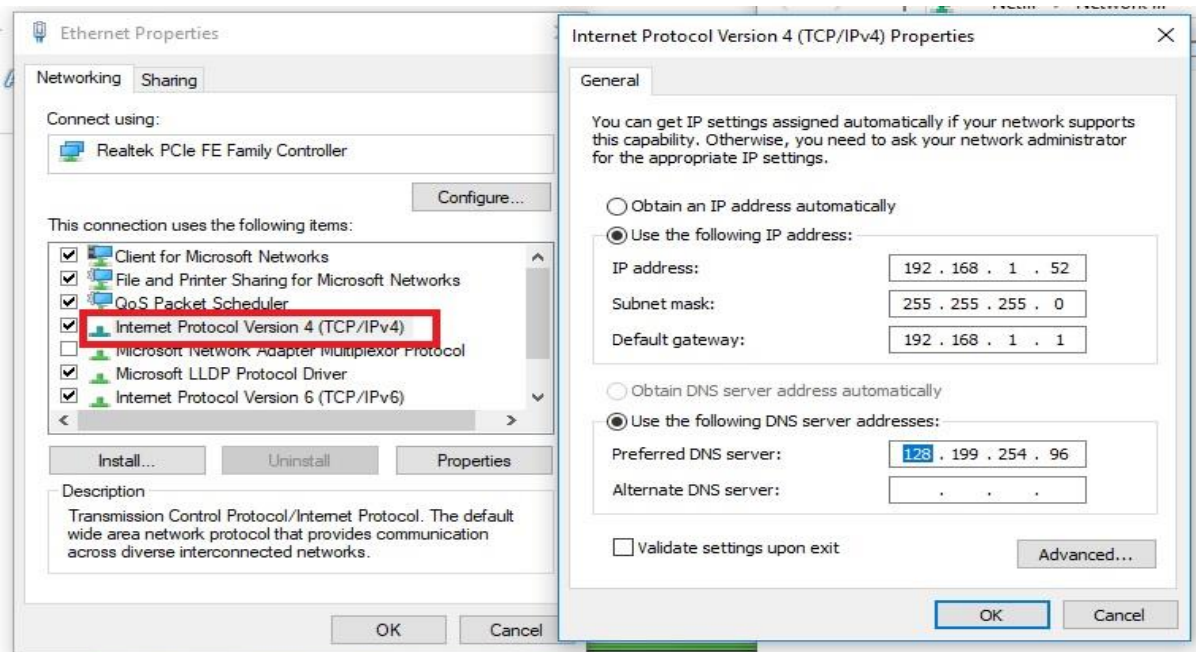 Ethernet Properties
Networking
Sharing
Connect using:
Realtek PCIe FE Family Controller
Configure...
This connection uses the following items:
Client for Microsoft Networks
File and Printer Sharing for Microsoft Networks
QoS Packet Scheduler
Internet Protocol Version 4 (TCP/IPv4)
Microsoft Network Adapter Multiplexor Protocol
Microsoft LLDP Protocol Driver
Internet Protocol Version 6 (TCP/IPv6)
Install...
Uninstall
Properties
Description
Transmission Control Protocol/Internet Protocol. The default
wide area network protocol that provides communication
across diverse interconnected networks.
OK
Cancel
Internet Protocol Version 4 (TCP/IPv4) Properties
General
You can get IP settings assigned automatically if your network supports
this capability. Otherwise, you need to ask your network administrator
for the appropriate IP settings.
Obtain an IP address automatically
Use the following IP address:
IP address: 192 . 168 . 1 . 52
Subnet mask: 255 . 255 . 255 . 0
Default gateway: 192 . 168 . 1 . 1
Obtain DNS server address automatically
Use the following DNS server addresses:
Preferred DNS server: 128 . 199 . 254 . 96
Alternate DNS server: . . .
Validate settings upon exit
Advanced...
OK
Cancel